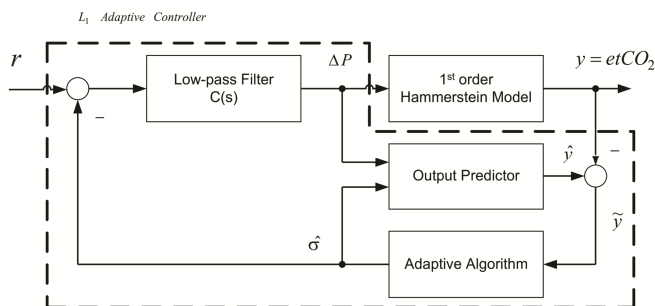 L₁ Adaptive Controller
r
−
Low-pass Filter
C(s)
ΔP
1st order
Hammerstein Model
y = etCO₂
Output Predictor
ŷ
−
ỹ
σ̂
Adaptive Algorithm